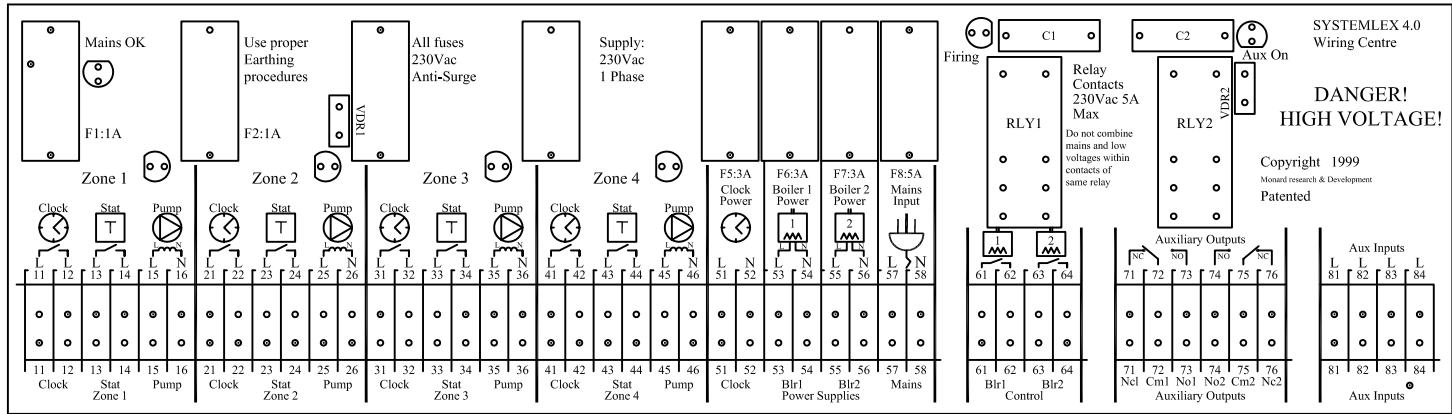 Mains OK
F1:1A
Use proper
Earthing
procedures
F2:1A
VDR1
All fuses
230Vac
Anti-Surge
Supply:
230Vac
1 Phase
Firing
C1
C2
Aux On
SYSTEMLEX 4.0
Wiring Centre
RLY1
Relay
Contacts
230Vac 5A
Max
Do not combine
mains and low
voltages within
contacts of
same relay
RLY2
VDR2
DANGER!
HIGH VOLTAGE!
Copyright 1999
Monard research & Development
Patented
Zone 1 Zone 2 Zone 3 Zone 4
F5:3A
Clock
Power
F6:3A
Boiler 1
Power
F7:3A
Boiler 2
Power
F8:5A
Mains
Input
Clock Stat Pump Clock Stat Pump Clock Stat Pump Clock Stat Pump
T T T T
1 2
L N L N L N L N L N L N
1 2
Auxiliary Outputs
NC NO NO NC
Aux Inputs
L L L L L N L L L L L N L L L L L N L L L L L N L N L N L N L N L L L L
11 12 13 14 15 16 21 22 23 24 25 26 31 32 33 34 35 36 41 42 43 44 45 46 51 52 53 54 55 56 57 58 61 62 63 64 71 72 73 74 75 76 81 82 83 84
11 12 13 14 15 16 21 22 23 24 25 26 31 32 33 34 35 36 41 42 43 44 45 46 51 52 53 54 55 56 57 58 61 62 63 64 71 72 73 74 75 76 81 82 83 84
Clock Stat Pump Clock Stat Pump Clock Stat Pump Clock Stat Pump Clock Blr1 Blr2 Mains Blr1 Blr2 Ncl Cm1 No1 No2 Cm2 Nc2
Zone 1 Zone 2 Zone 3 Zone 4 Power Supplies Control Auxiliary Outputs Aux Inputs